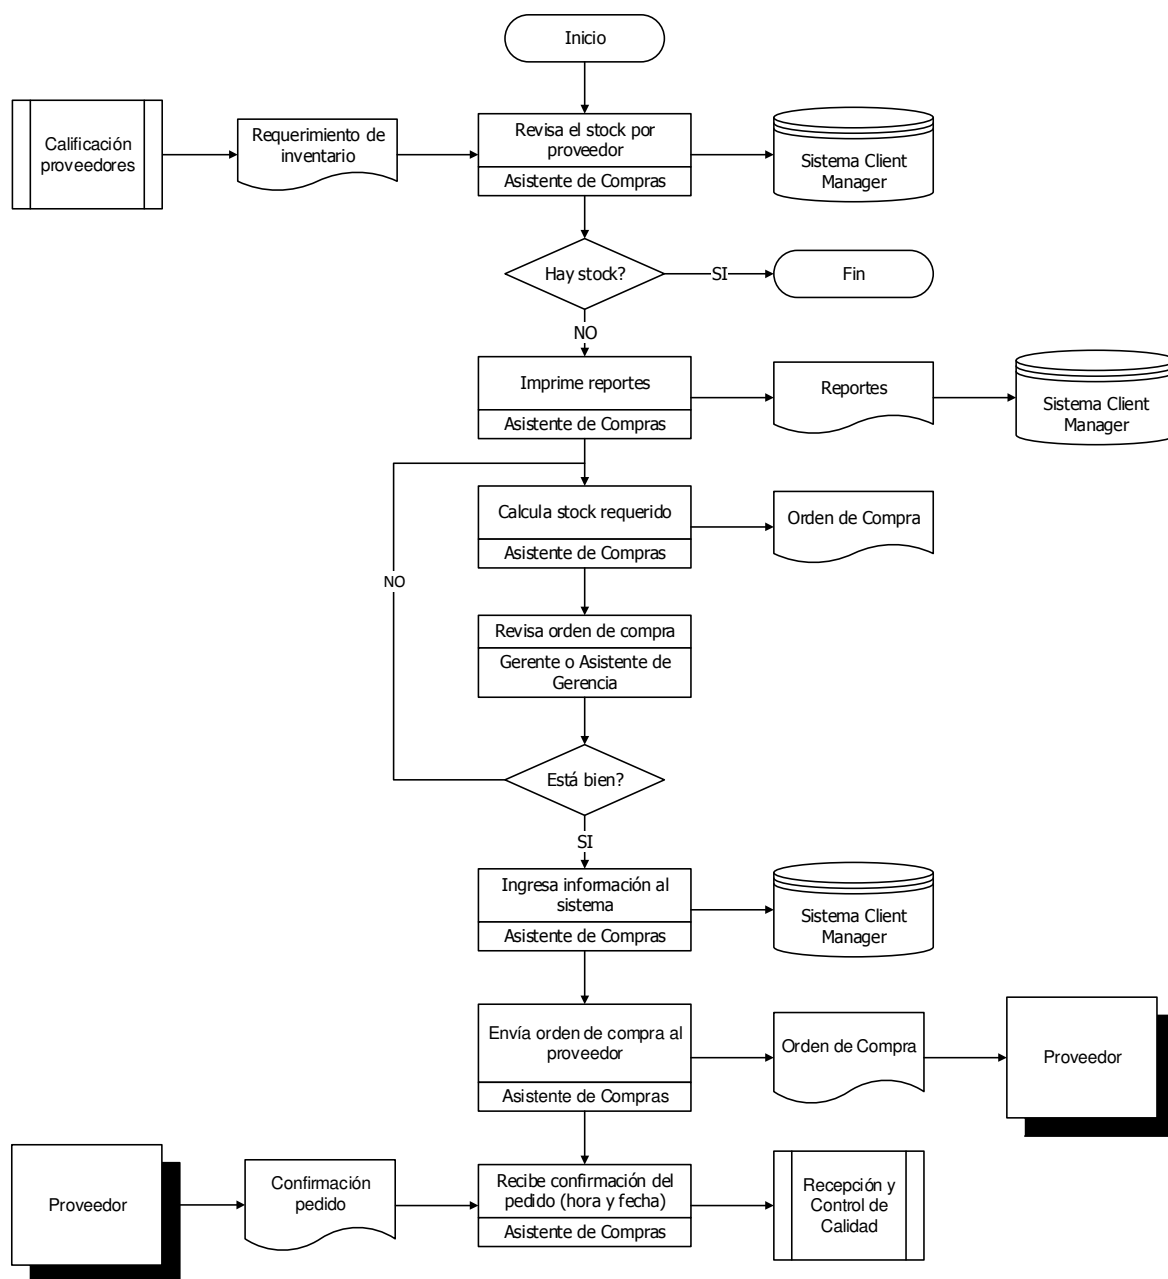 Inicio
Calificación
proveedores
Requerimiento de
inventario
Revisa el stock por
proveedor
Asistente de Compras
Sistema Client
Manager
Hay stock?
SI
Fin
NO
Imprime reportes
Asistente de Compras
Reportes
Sistema Client
Manager
Calcula stock requerido
Asistente de Compras
Orden de Compra
NO
Revisa orden de compra
Gerente o Asistente de
Gerencia
Está bien?
SI
Ingresa información al
sistema
Asistente de Compras
Sistema Client
Manager
Envía orden de compra al
proveedor
Asistente de Compras
Orden de Compra
Proveedor
Proveedor
Confirmación
pedido
Recibe confirmación del
pedido (hora y fecha)
Asistente de Compras
Recepción y
Control de
Calidad